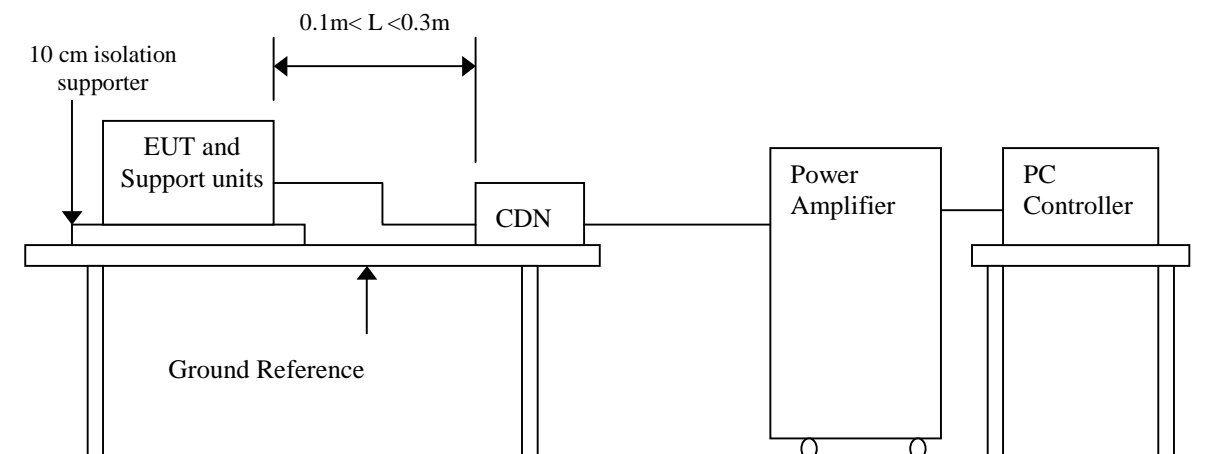 0.1m< L <0.3m
10 cm isolation
supporter
EUT and
Support units
CDN
Power
Amplifier
PC
Controller
Ground Reference